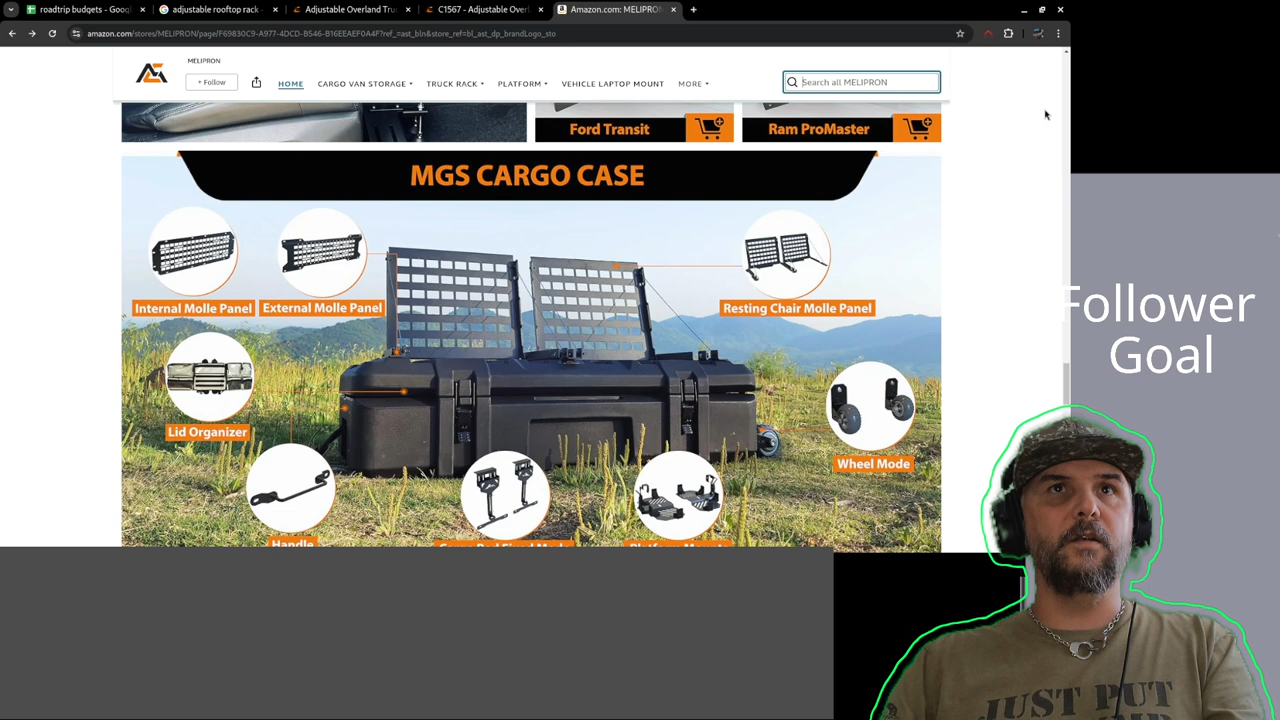 roadtrip budgets - Googl
adjustable rooftop rack -
Adjustable Overland Truc
C1567 - Adjustable Overl
Amazon.com: MELIPRON
amazon.com/stores/MELIPRON/page/F69830C9-A977-4DCD-B546-B16EEAEF0A4F?ref_=ast_bln&store_ref=bl_ast_dp_brandLogo_sto
MELIPRON
+ Follow
HOME
CARGO VAN STORAGE
TRUCK RACK
PLATFORM
VEHICLE LAPTOP MOUNT
MORE
Search all MELIPRON
Ford Transit
Ram ProMaster
MGS CARGO CASE
Internal Molle Panel
External Molle Panel
Resting Chair Molle Panel
Lid Organizer
Wheel Mode
Handle
Follower
Goal
JUST PUT